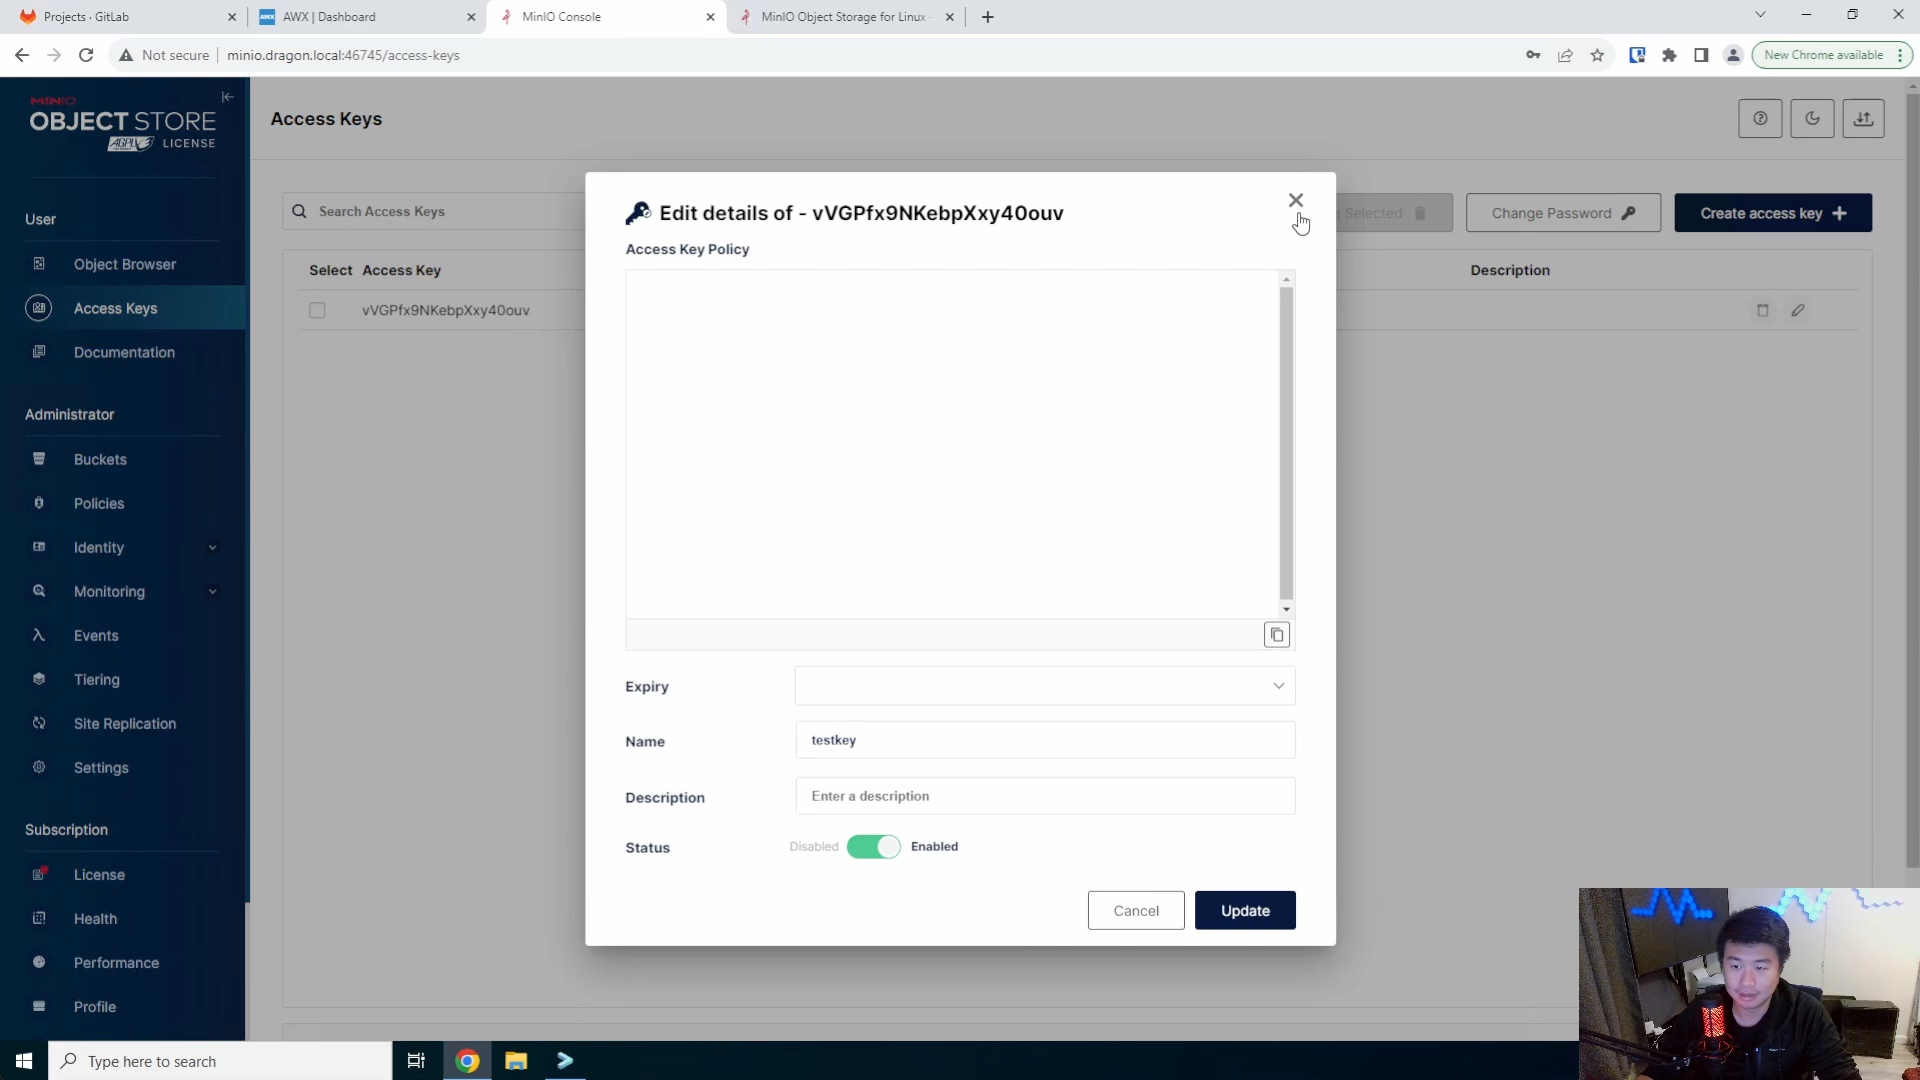 Projects · GitLab
AWX | Dashboard
MinIO Console
MinIO Object Storage for Linux
Not secure
minio.dragon.local:46745/access-keys
New Chrome available
MINIO
OBJECT STORE
AGPLv3 LICENSE
Access Keys
User
Object Browser
Access Keys
Documentation
Administrator
Buckets
Policies
Identity
Monitoring
Events
Tiering
Site Replication
Settings
Subscription
License
Health
Performance
Profile
Search Access Keys
Selected
Change Password
Create access key
Select Access Key
Description
vVGPfx9NKebpXxy40ouv
Edit details of - vVGPfx9NKebpXxy40ouv
Access Key Policy
Expiry
Name
testkey
Description
Enter a description
Status
Disabled
Enabled
Cancel
Update
Type here to search